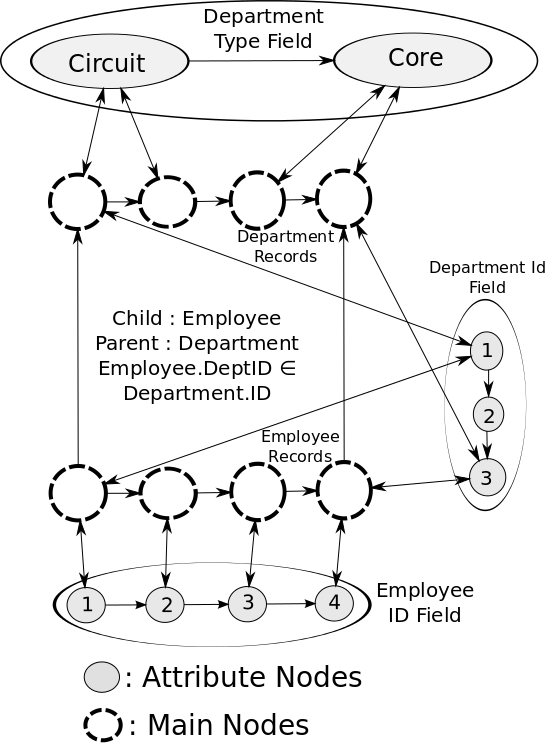 Department
Type Field
Circuit
Core
Department
Records
Department Id
Field
Child : Employee
Parent : Department
Employee.DeptID ∈
Department.ID
1
2
3
Employee
Records
1
2
3
4
Employee
ID Field
: Attribute Nodes
: Main Nodes